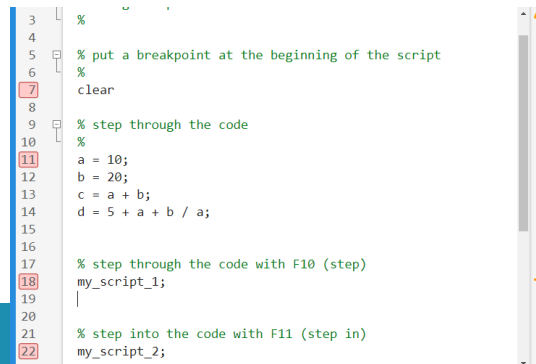 3 %
4
5 % put a breakpoint at the beginning of the script
6 %
7 clear
8
9 % step through the code
10 %
11 a = 10;
12 b = 20;
13 c = a + b;
14 d = 5 + a + b / a;
15
16
17 % step through the code with F10 (step)
18 my_script_1;
19
20
21 % step into the code with F11 (step in)
22 my_script_2;